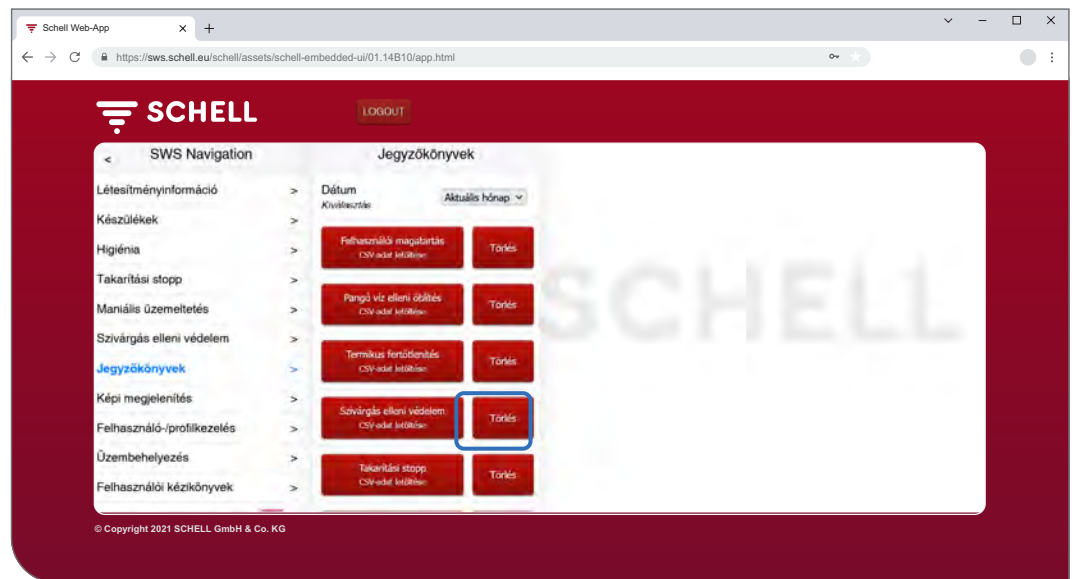 Schell Web-App
https://sws.schell.eu/schell/assets/schell-embedded-ui/01.14B10/app.html
SCHELL
LOGOUT
< SWS Navigation
Létesítményinformáció >
Készülékek >
Higiénia >
Takarítási stopp >
Maniális üzemeltetés >
Szivárgás elleni védelem >
Jegyzőkönyvek >
Képi megjelenítés >
Felhasználó-/profilkezelés >
Üzembehelyezés >
Felhasználói kézikönyvek >
Jegyzőkönyvek
Dátum
Kiválasztás
Aktuális hónap
Felhasználói magatartás
CSV-adat letöltése
Törlés
Pangó víz elleni öblítés
CSV-adat letöltése
Törlés
Termikus fertőtlenítés
CSV-adat letöltése
Törlés
Szivárgás elleni védelem
CSV-adat letöltése
Törlés
Takarítási stopp
CSV-adat letöltése
Törlés
SCHELL
© Copyright 2021 SCHELL GmbH & Co. KG